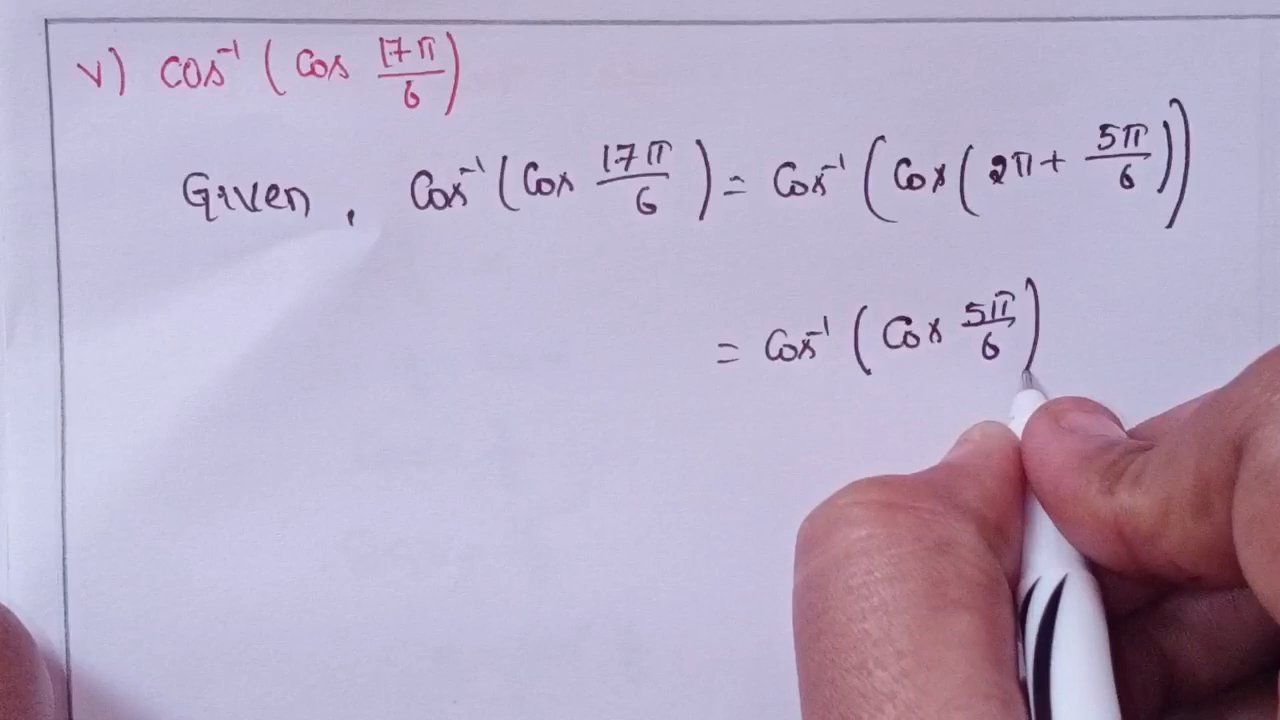 v) cos⁻¹ ( cos 17π/6 )
Given, Cos⁻¹ ( Cos 17π/6 ) = Cos⁻¹ ( Cos ( 2π + 5π/6 ) )
= Cos⁻¹ ( Cos 5π/6 )